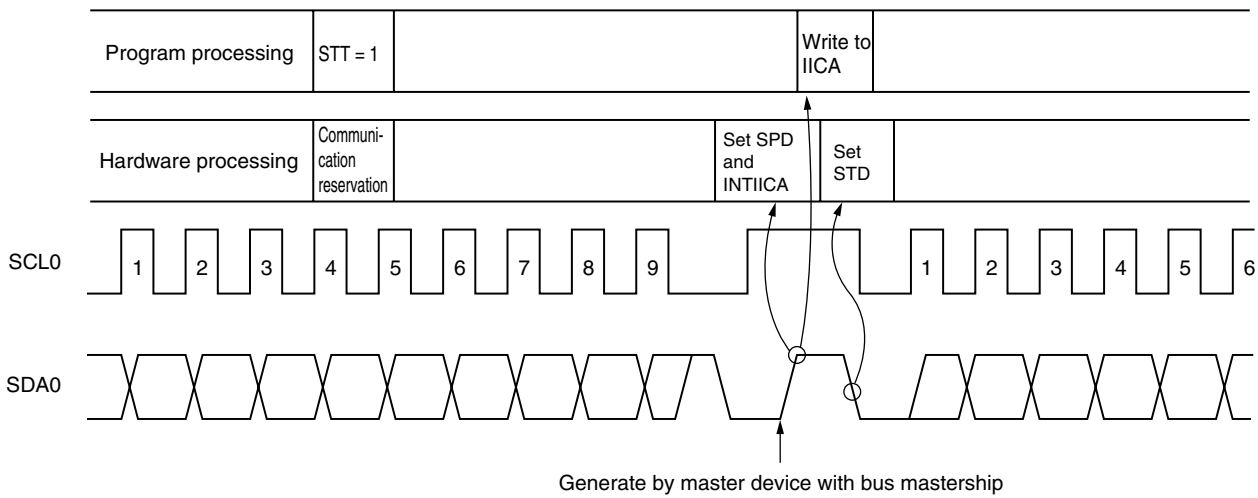 Program processing
STT = 1
Write to
IICA
Hardware processing
Communi-
cation
reservation
Set SPD
and
INTIICA
Set
STD
SCL0
1 2 3 4 5 6 7 8 9 1 2 3 4 5 6
SDA0
Generate by master device with bus mastership